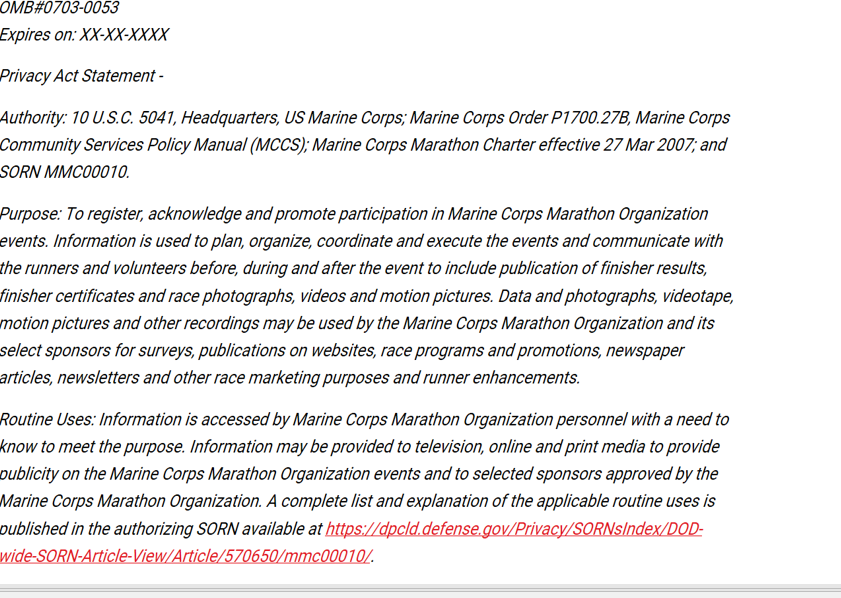 OMB#0703-0053
Expires on: XX-XX-XXXX
Privacy Act Statement -
Authority: 10 U.S.C. 5041, Headquarters, US Marine Corps; Marine Corps Order P1700.27B, Marine Corps
Community Services Policy Manual (MCCS); Marine Corps Marathon Charter effective 27 Mar 2007; and
SORN MMC00010.
Purpose: To register, acknowledge and promote participation in Marine Corps Marathon Organization
events. Information is used to plan, organize, coordinate and execute the events and communicate with
the runners and volunteers before, during and after the event to include publication of finisher results,
finisher certificates and race photographs, videos and motion pictures. Data and photographs, videotape,
motion pictures and other recordings may be used by the Marine Corps Marathon Organization and its
select sponsors for surveys, publications on websites, race programs and promotions, newspaper
articles, newsletters and other race marketing purposes and runner enhancements.
Routine Uses: Information is accessed by Marine Corps Marathon Organization personnel with a need to
know to meet the purpose. Information may be provided to television, online and print media to provide
publicity on the Marine Corps Marathon Organization events and to selected sponsors approved by the
Marine Corps Marathon Organization. A complete list and explanation of the applicable routine uses is
published in the authorizing SORN available at https://dpcld.defense.gov/Privacy/SORNsIndex/DOD-
wide-SORN-Article-View/Article/570650/mmc00010/.